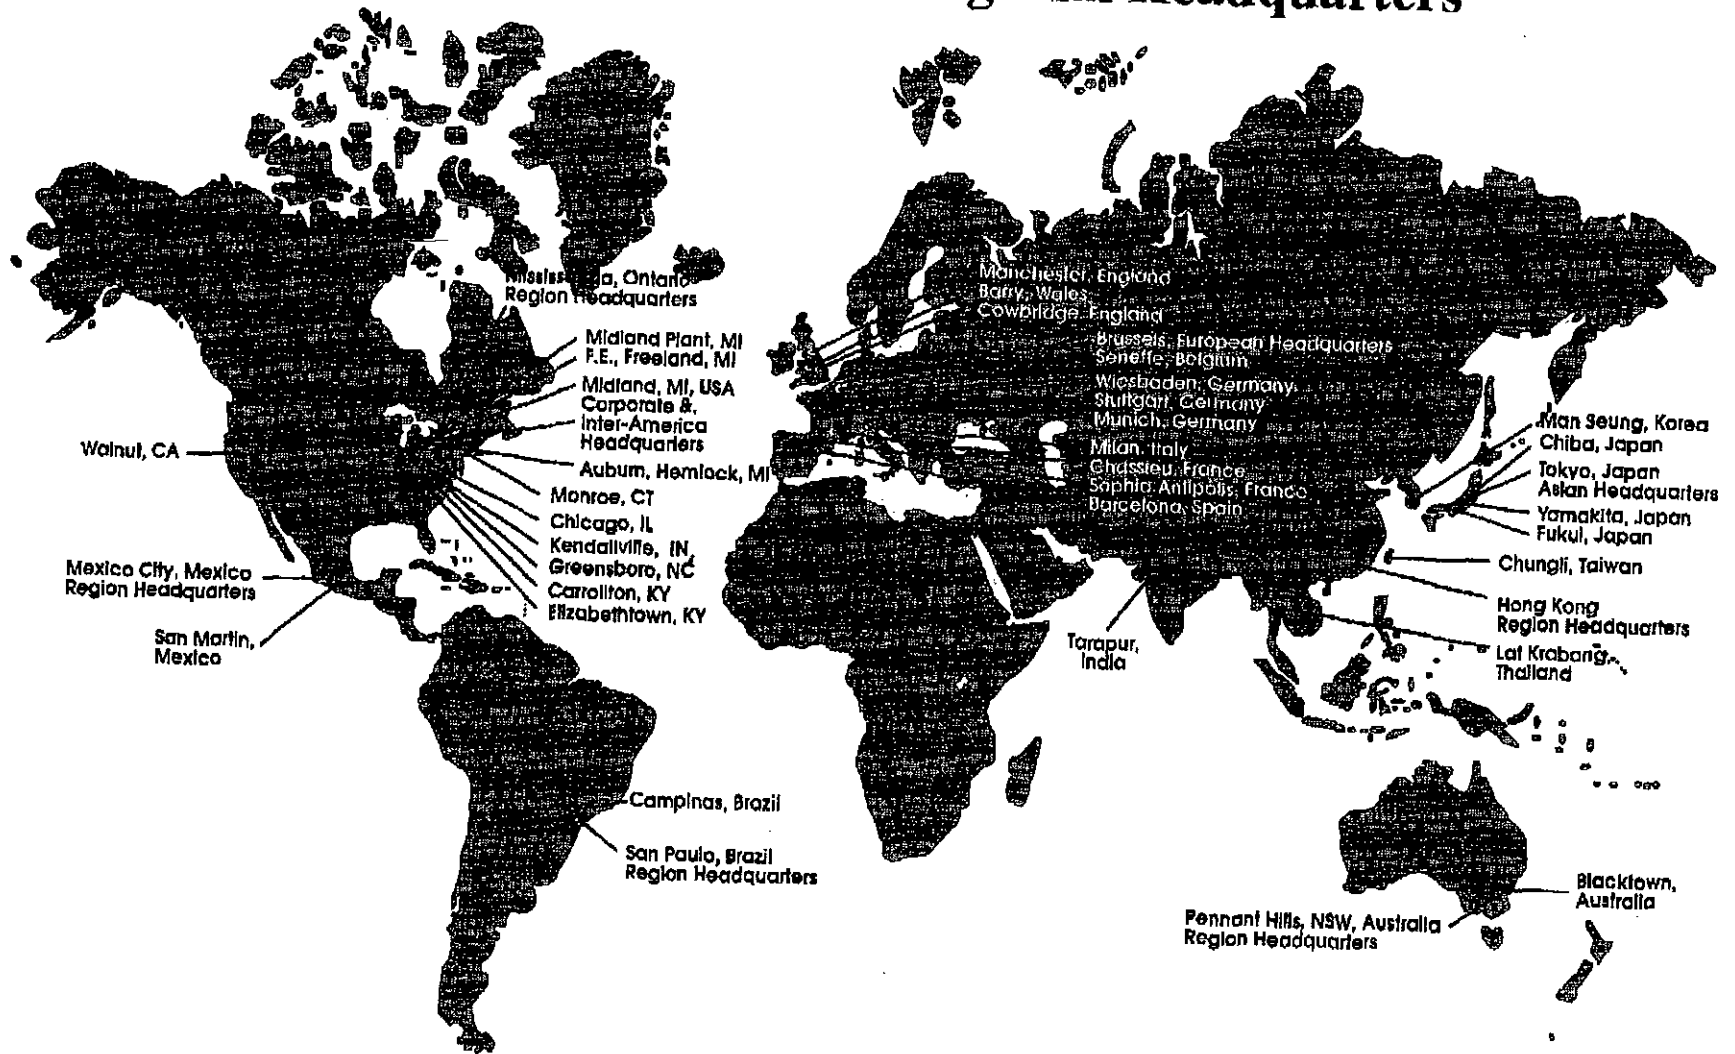 Headquarters
Ontario
Region Headquarters
Midland Plant, MI
F.E., Freeland, MI
Midland, MI, USA
Corporate &
Inter-America
Headquarters
Auburn, Hemlock, MI
Monroe, CT
Chicago, IL
Kendallville, IN,
Greensboro, NC
Carrollton, KY
Elizabethtown, KY
Walnut, CA
Mexico City, Mexico
Region Headquarters
San Martin,
Mexico
Campinas, Brazil
San Paulo, Brazil
Region Headquarters
Manchester, England
Barry, Wales
Cowbridge, England
Brussels, European Headquarters
Seneffe, Belgium
Wiesbaden, Germany
Stuttgart, Germany
Munich, Germany
Milan, Italy
Chassieu, France
Sophia Antipolis, France
Barcelona, Spain
Tarapur,
India
Man Seung, Korea
Chiba, Japan
Tokyo, Japan
Asian Headquarters
Yamakita, Japan
Fukui, Japan
Chungli, Taiwan
Hong Kong
Region Headquarters
Lat Krabang,
Thailand
Blacktown,
Australia
Pennant Hills, NSW, Australia
Region Headquarters